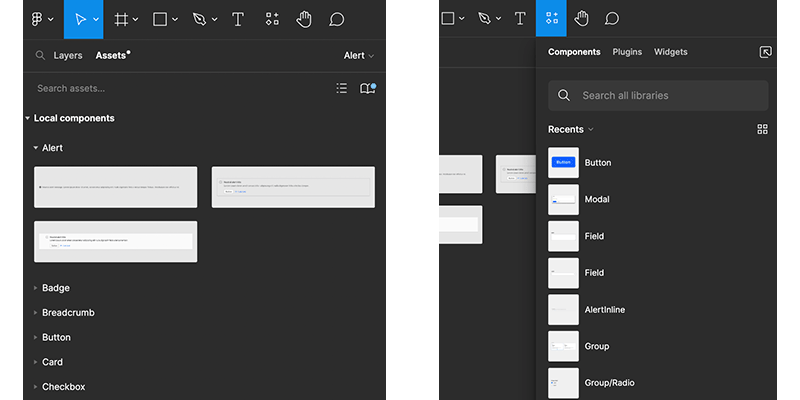 Layers
Assets
Alert
Search assets...
Local components
Alert
Badge
Breadcrumb
Button
Card
Checkbox
Components
Plugins
Widgets
Search all libraries
Recents
Button
Button
Modal
Field
Field
AlertInline
Group
Group/Radio